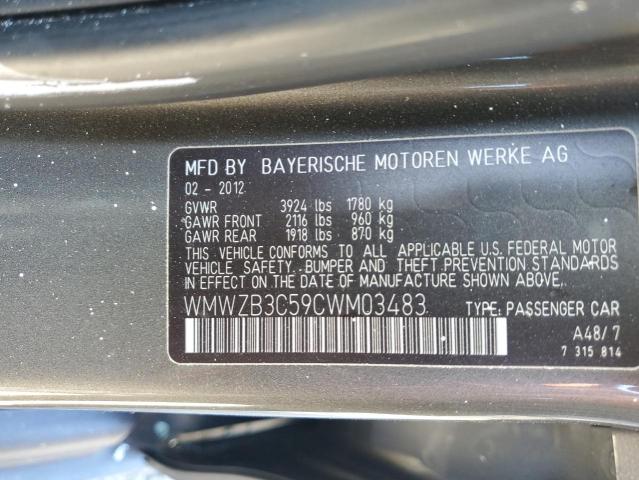 MFD BY BAYERISCHE MOTOREN WERKE AG
02 - 2012
GVWR 3924 lbs 1780 kg
GAWR FRONT 2116 lbs 960 kg
GAWR REAR 1918 lbs 870 kg
THIS VEHICLE CONFORMS TO ALL APPLICABLE U.S. FEDERAL MOTOR
VEHICLE SAFETY, BUMPER AND THEFT PREVENTION STANDARDS
IN EFFECT ON THE DATE OF MANUFACTURE SHOWN ABOVE.
WMWZB3C59CWM03483 TYPE: PASSENGER CAR
A48/7
7 315 814